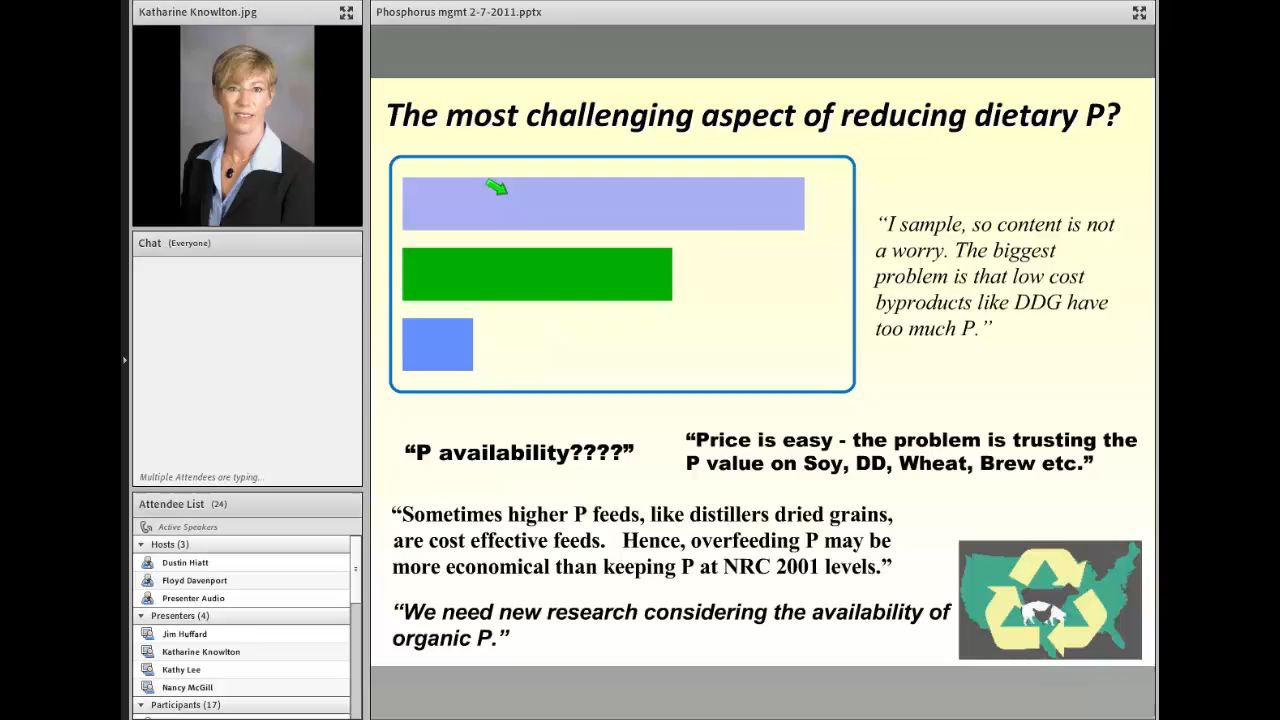 Katharine Knowlton.jpg
Chat (Everyone)
Multiple Attendees are typing...
Attendee List (24)
Active Speakers
Hosts (3)
Dustin Hiatt
Floyd Davenport
Presenter Audio
Presenters (4)
Jim Huffard
Katharine Knowlton
Kathy Lee
Nancy McGill
Participants (17)
Phosphorus mgmt 2-7-2011.pptx
The most challenging aspect of reducing dietary P?
“I sample, so content is not
a worry. The biggest
problem is that low cost
byproducts like DDG have
too much P.”
“P availability????”
“Price is easy - the problem is trusting the
P value on Soy, DD, Wheat, Brew etc.”
“Sometimes higher P feeds, like distillers dried grains,
are cost effective feeds. Hence, overfeeding P may be
more economical than keeping P at NRC 2001 levels.”
“We need new research considering the availability of
organic P.”